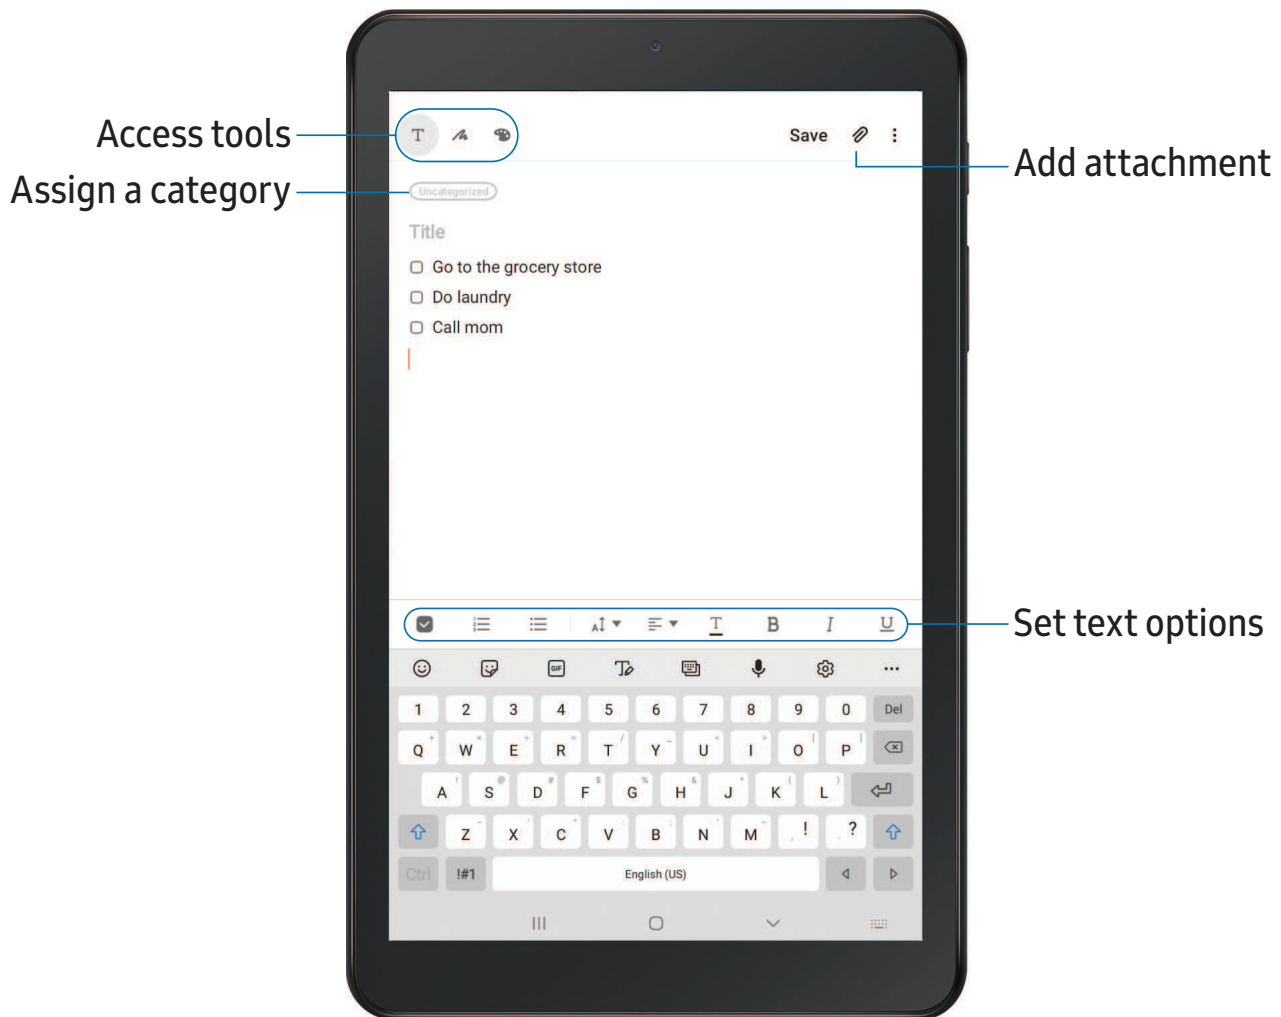 Access tools
T
Save
Add attachment
Assign a category
Uncategorized
Title
Go to the grocery store
Do laundry
Call mom
A T B I U
Set text options
GIF T
1 2 3 4 5 6 7 8 9 0 Del
Q W E R T Y U I O P
A S D F G H J K L
Z X C V B N M , ! . ?
Ctrl !#1 English (US)